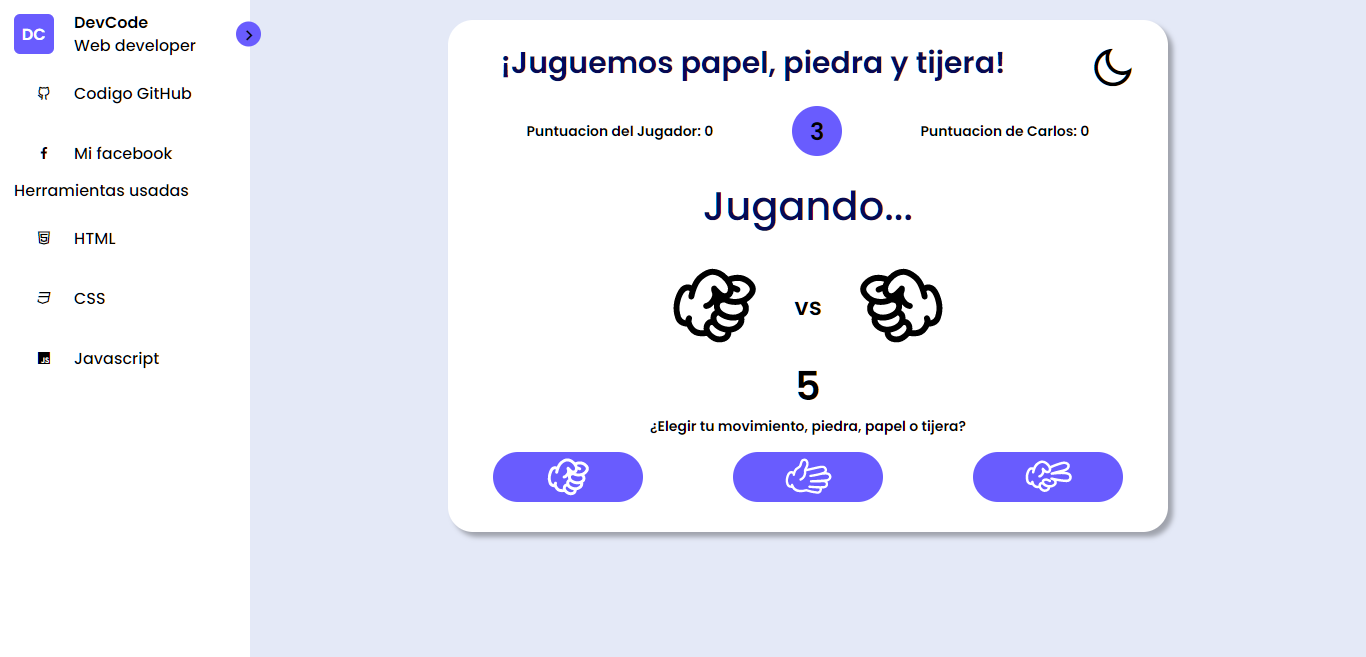 DC
DevCode
Web developer
Codigo GitHub
Mi facebook
Herramientas usadas
HTML
CSS
JS
Javascript
¡Juguemos papel, piedra y tijera!
Puntuacion del Jugador: 0
3
Puntuacion de Carlos: 0
Jugando...
vs
5
¿Elegir tu movimiento, piedra, papel o tijera?